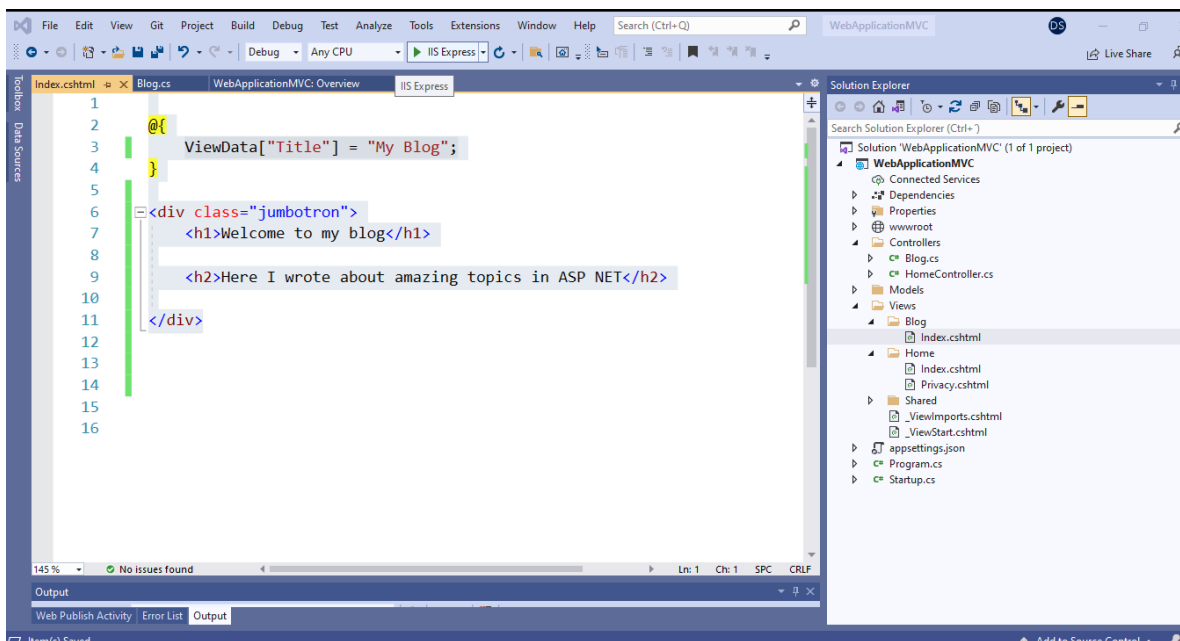 File Edit View Git Project Build Debug Test Analyze Tools Extensions Window Help Search (Ctrl+Q) WebApplicationMVC DS
Debug Any CPU IIS Express Live Share
Index.cshtml Blog.cs WebApplicationMVC: Overview
IIS Express
Toolbox
Data Sources
1
2 @{
3 ViewData["Title"] = "My Blog";
4 }
5
6 <div class="jumbotron">
7 <h1>Welcome to my blog</h1>
8
9 <h2>Here I wrote about amazing topics in ASP NET</h2>
10
11 </div>
12
13
14
15
16
145 % No issues found Ln: 1 Ch: 1 SPC CRLF
Output
Web Publish Activity Error List Output
Item(s) Saved Add to Source Control
Solution Explorer
Search Solution Explorer (Ctrl+
Solution 'WebApplicationMVC' (1 of 1 project)
WebApplicationMVC
Connected Services
Dependencies
Properties
wwwroot
Controllers
C# Blog.cs
C# HomeController.cs
Models
Views
Blog
Index.cshtml
Home
Index.cshtml
Privacy.cshtml
Shared
_ViewImports.cshtml
_ViewStart.cshtml
appsettings.json
C# Program.cs
C# Startup.cs